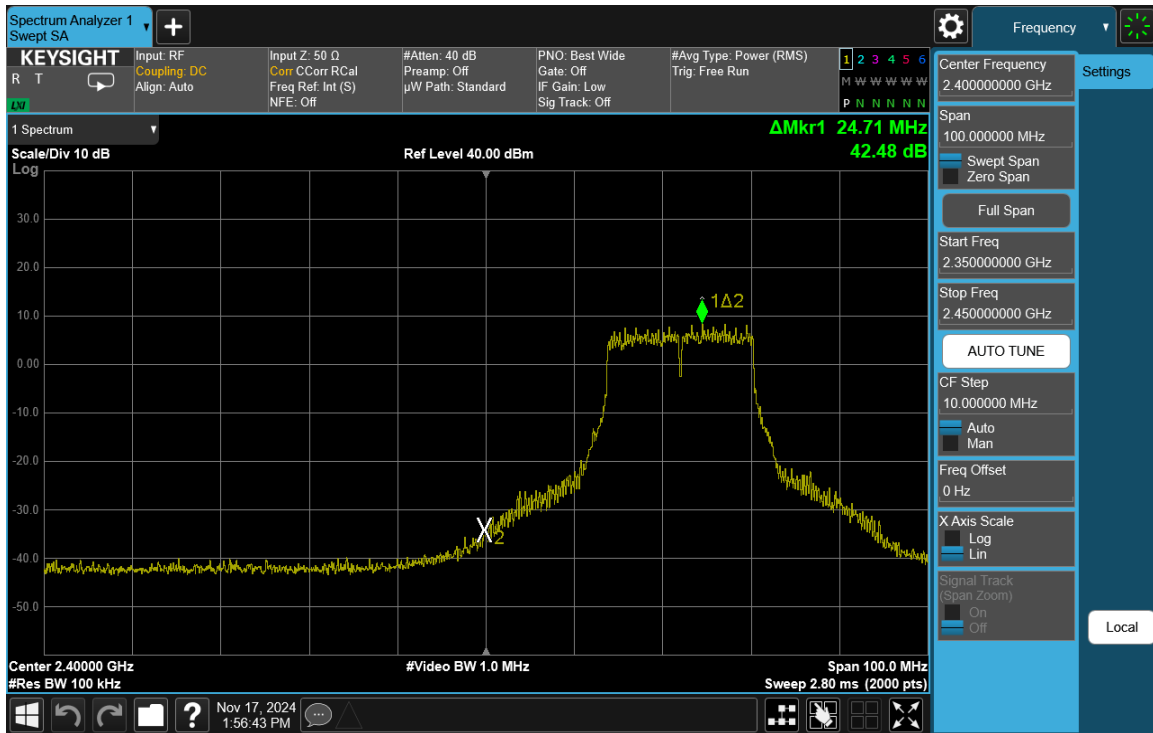 Spectrum Analyzer 1
Swept SA
+
Frequency
KEYSIGHT
R T
LXI
Input: RF
Coupling: DC
Align: Auto
Input Z: 50 Ω
Corr CCorr RCal
Freq Ref: Int (S)
NFE: Off
#Atten: 40 dB
Preamp: Off
µW Path: Standard
PNO: Best Wide
Gate: Off
IF Gain: Low
Sig Track: Off
#Avg Type: Power (RMS)
Trig: Free Run
1 2 3 4 5 6
M W W W W W
P N N N N N
1 Spectrum
Scale/Div 10 dB
Ref Level 40.00 dBm
ΔMkr1 24.71 MHz
42.48 dB
Log
30.0
20.0
10.0
0.00
-10.0
-20.0
-30.0
-40.0
-50.0
1Δ2
X2
Center 2.40000 GHz
#Video BW 1.0 MHz
Span 100.0 MHz
#Res BW 100 kHz
Sweep 2.80 ms (2000 pts)
Center Frequency
2.400000000 GHz
Settings
Span
100.000000 MHz
Swept Span
Zero Span
Full Span
Start Freq
2.350000000 GHz
Stop Freq
2.450000000 GHz
AUTO TUNE
CF Step
10.000000 MHz
Auto
Man
Freq Offset
0 Hz
X Axis Scale
Log
Lin
Signal Track
(Span Zoom)
On
Off
Local
?
Nov 17, 2024
1:56:43 PM